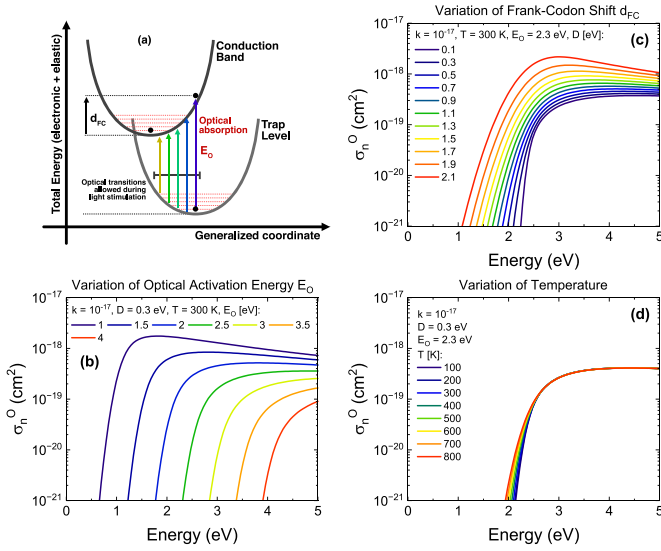 (a)
Conduction
Band
d_FC
Optical
absorption
Trap
Level
E_O
Optical transitions
allowed during
light stimulation
Total Energy (electronic + elastic)
Generalized coordinate
Variation of Frank-Codon Shift d_FC
k = 10^-17, T = 300 K, E_O = 2.3 eV, D [eV]:
(c)
0.1
0.3
0.5
0.7
0.9
1.1
1.3
1.5
1.7
1.9
2.1
10^-17
10^-18
10^-19
10^-20
10^-21
σ_n^O (cm^2)
0 1 2 3 4 5
Energy (eV)
Variation of Optical Activation Energy E_O
k = 10^-17, D = 0.3 eV, T = 300 K, E_O [eV]:
1 1.5 2 2.5 3 3.5
4
(b)
10^-17
10^-18
10^-19
10^-20
10^-21
σ_n^O (cm^2)
0 1 2 3 4 5
Energy (eV)
Variation of Temperature
k = 10^-17
(d)
D = 0.3 eV
E_O = 2.3 eV
T [K]:
100
200
300
400
500
600
700
800
10^-17
10^-18
10^-19
10^-20
10^-21
σ_n^O (cm^2)
0 1 2 3 4 5
Energy (eV)